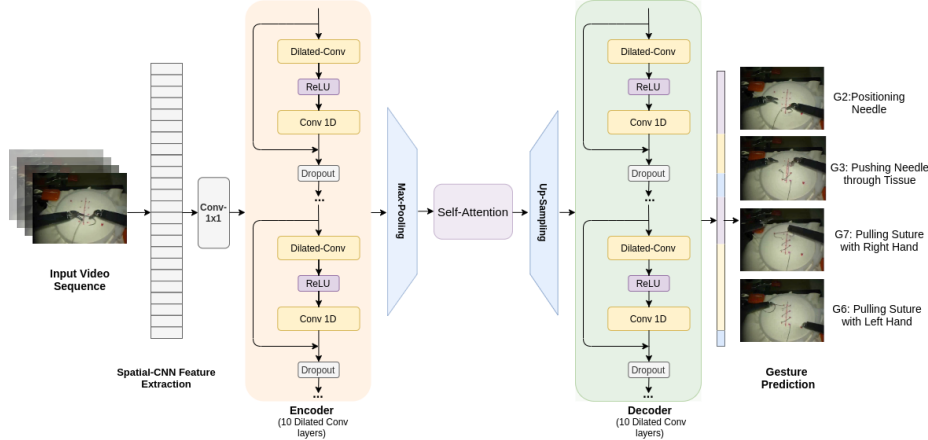 Input Video
Sequence
Spatial-CNN Feature
Extraction
Conv-
1x1
Dilated-Conv
ReLU
Conv 1D
Dropout
...
Dilated-Conv
ReLU
Conv 1D
Dropout
...
Encoder
(10 Dilated Conv
layers)
Max-Pooling
Self-Attention
Up-Sampling
Dilated-Conv
ReLU
Conv 1D
Dropout
...
Dilated-Conv
ReLU
Conv 1D
Dropout
...
Decoder
(10 Dilated Conv
layers)
G2:Positioning
Needle
G3: Pushing Needle
through Tissue
G7: Pulling Suture
with Right Hand
G6: Pulling Suture
with Left Hand
Gesture
Prediction